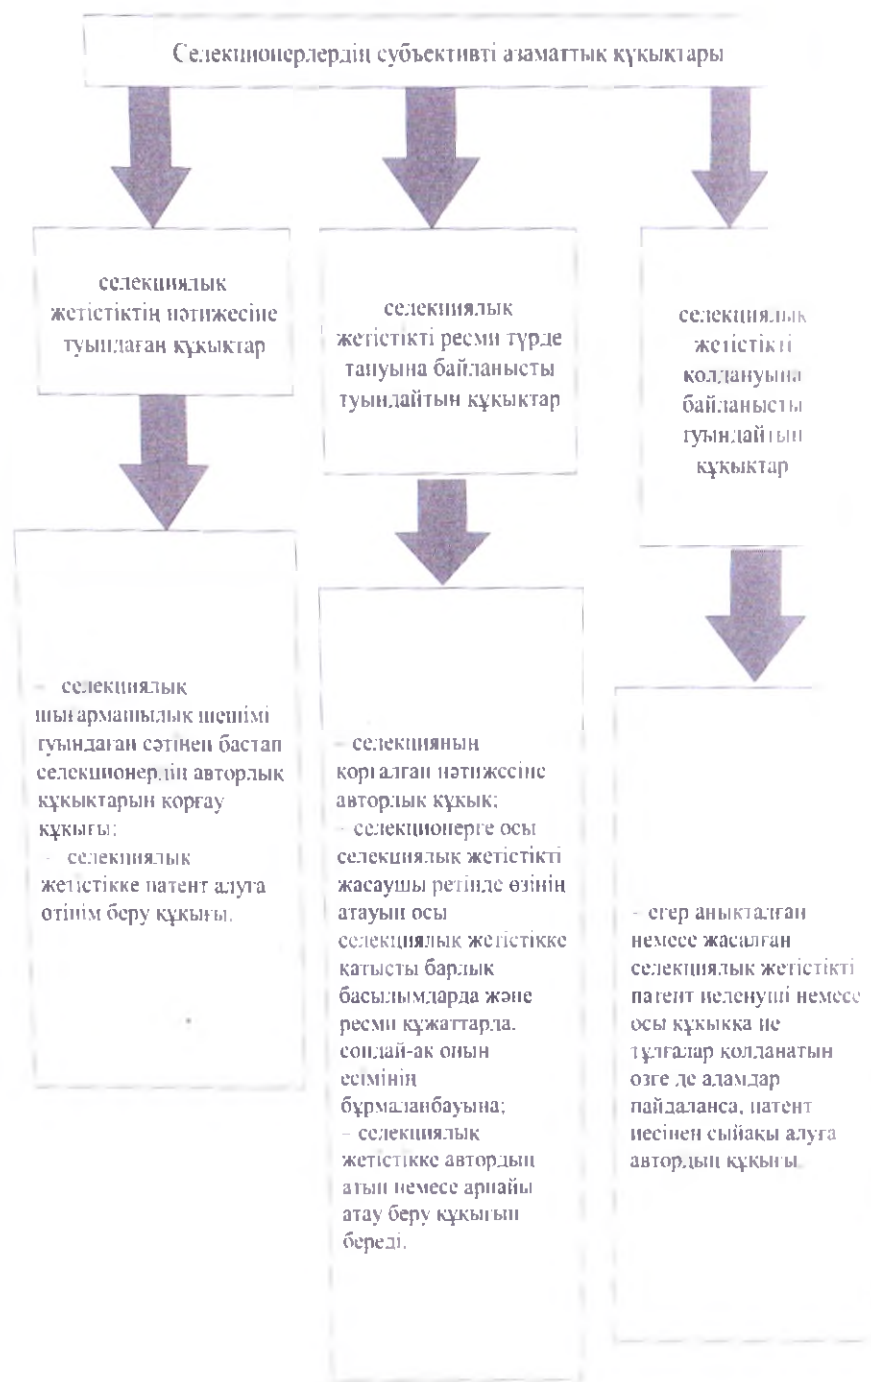 Селекционерлердің субъективті азаматтық құқықтары
селекциялық
жетістіктің нәтижесіне
туындаған құқықтар
селекциялық
жетістікті ресми түрде
тануына байланысты
туындайтын құқықтар
селекциялық
жетістікті
қолдануына
байланысты
туындайтын
құқықтар
– селекциялық
шығармашылық шешімі
туындаған сәтінен бастап
селекционердің авторлық
құқықтарын қорғау
құқығы;
– селекциялық
жетістікке патент алуға
өтінім беру құқығы.
– селекцияның
қорғалған нәтижесіне
авторлық құқық;
– селекционерге осы
селекциялық жетістікті
жасаушы ретінде өзінің
атауын осы
селекциялық жетістікке
қатысты барлық
басылымдарда және
ресми құжаттарда,
сондай-ақ оның
есімінің
бұрмаланбауына;
– селекциялық
жетістікке автордың
атын немесе арнайы
атау беру құқығын
береді.
– егер анықталған
немесе жасалған
селекциялық жетістікті
патент иеленуші немесе
осы құқыққа ие
тұлғалар қолданатын
өзге де адамдар
пайдаланса, патент
иесінен сыйақы алуға
автордың құқығы.